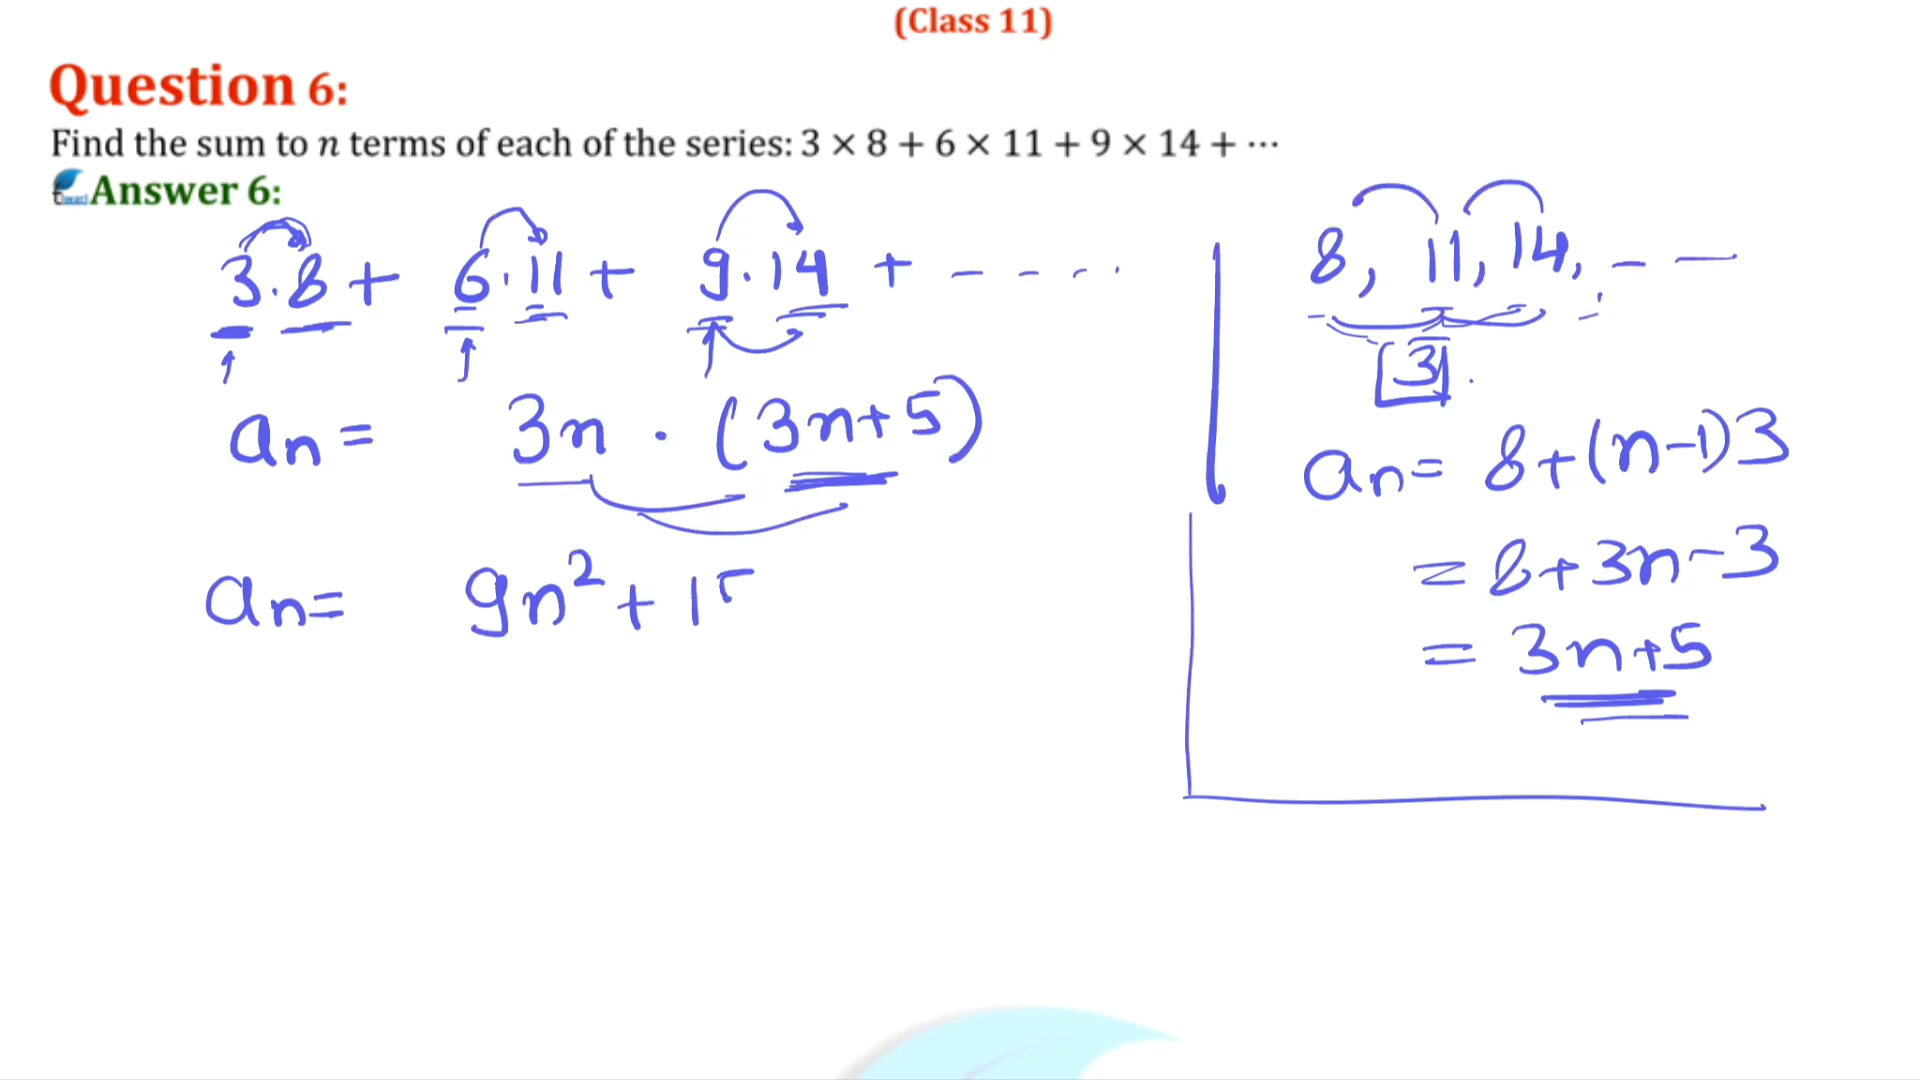 (Class 11)
Question 6:
Find the sum to n terms of each of the series: 3 × 8 + 6 × 11 + 9 × 14 + ⋯
Answer 6:
3.8 + 6.11 + 9.14 + - - - -
an = 3n . (3n+5)
an = 9n² + 15
8, 11, 14, - -
3
an = 8+(n-1)3
= 8+3n-3
= 3n+5